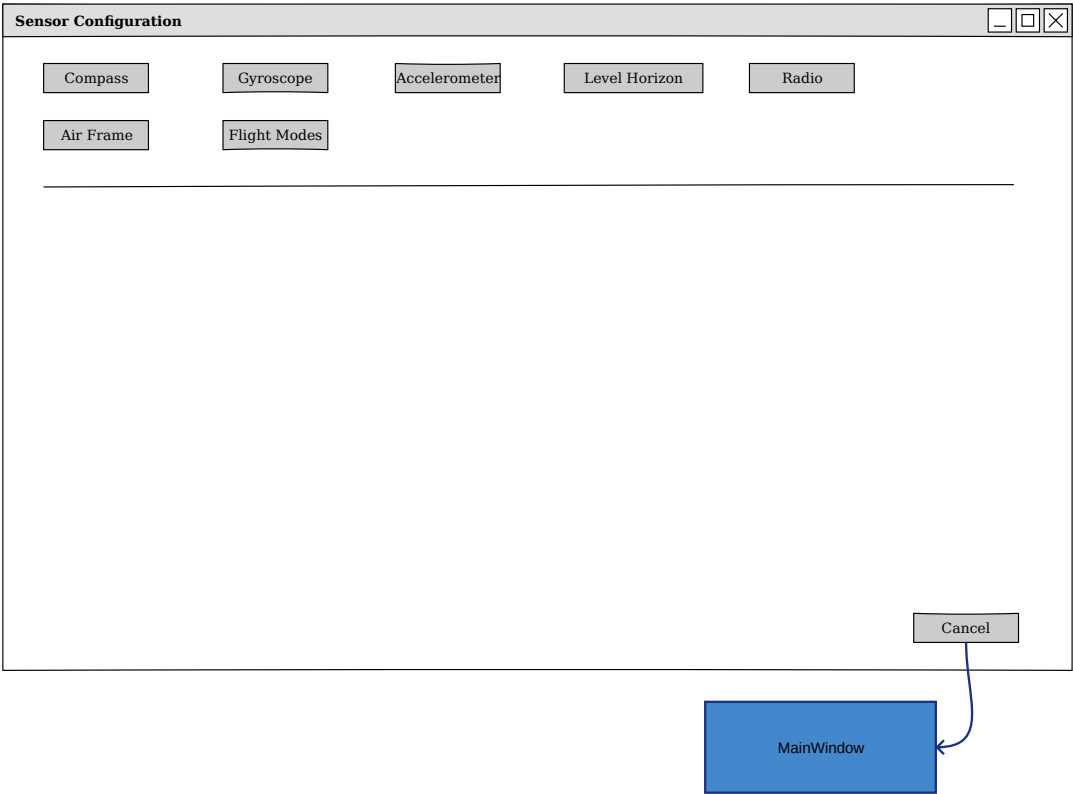 Sensor Configuration
Compass
Gyroscope
Accelerometer
Level Horizon
Radio
Air Frame
Flight Modes
Cancel
MainWindow